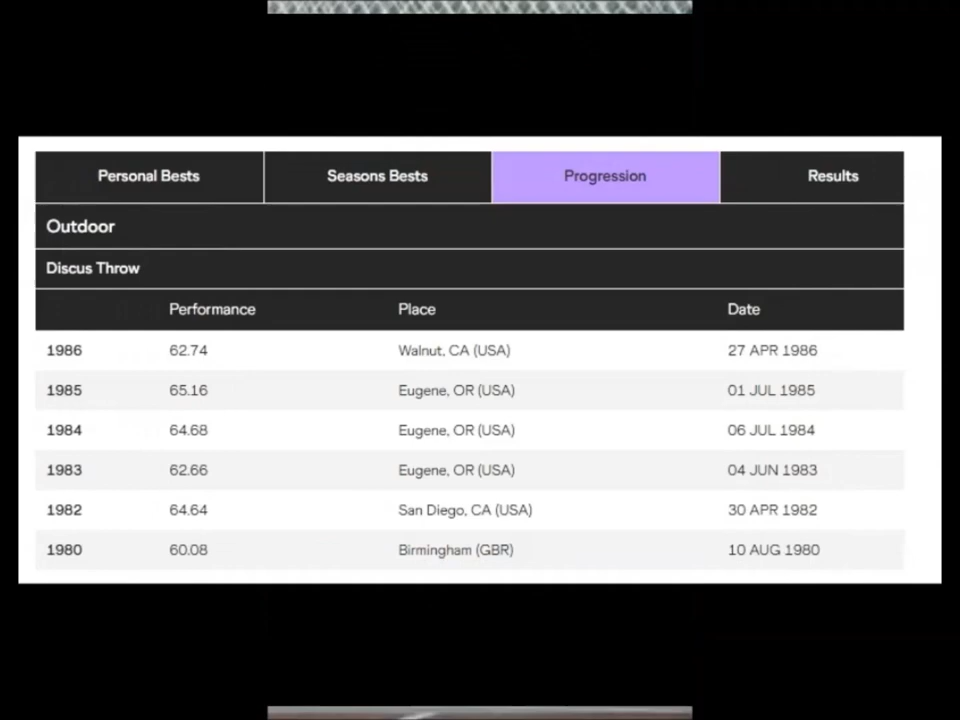 Personal Bests Seasons Bests Progression Results
Outdoor
Discus Throw
Performance Place Date
1986 62.74 Walnut, CA (USA) 27 APR 1986
1985 65.16 Eugene, OR (USA) 01 JUL 1985
1984 64.68 Eugene, OR (USA) 06 JUL 1984
1983 62.66 Eugene, OR (USA) 04 JUN 1983
1982 64.64 San Diego, CA (USA) 30 APR 1982
1980 60.08 Birmingham (GBR) 10 AUG 1980